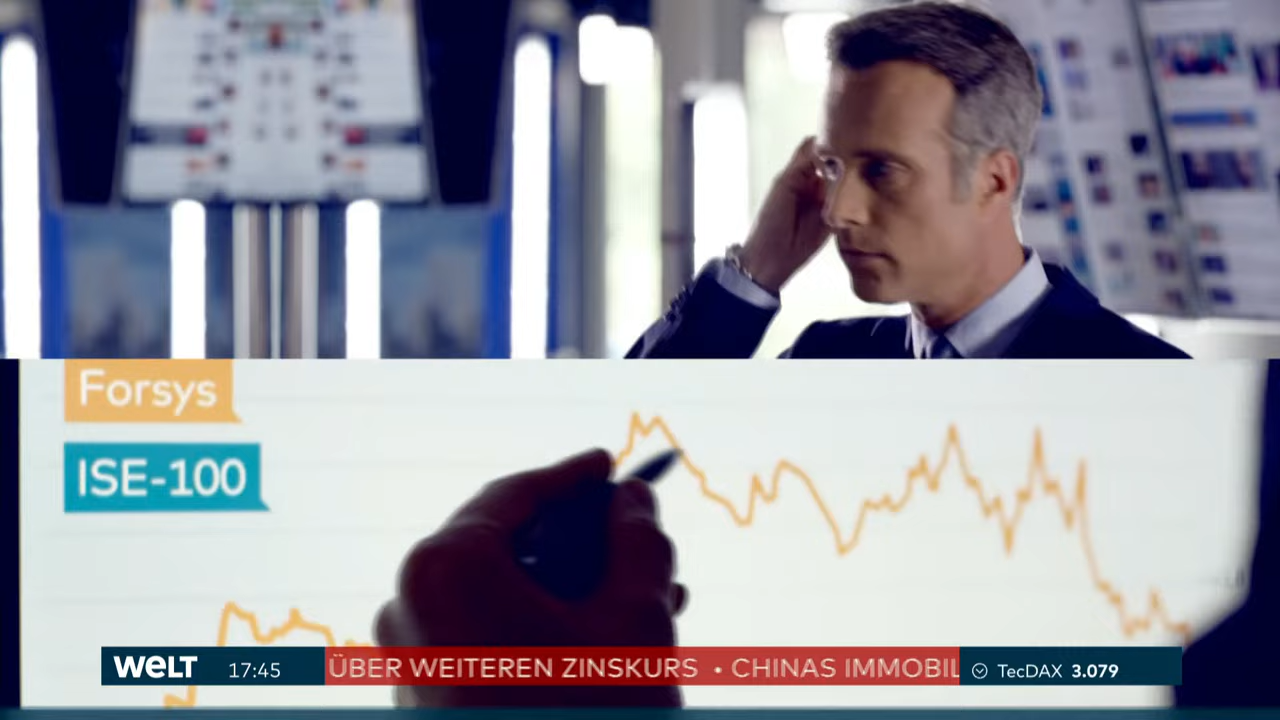 Forsys
ISE-100
WELT 17:45 ÜBER WEITEREN ZINSKURS • CHINAS IMMOBIL TecDAX 3.079